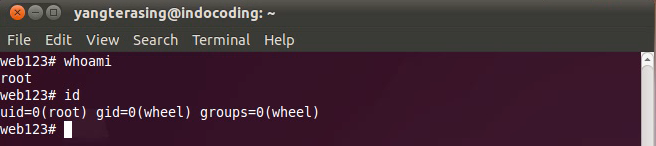 yangterasing@indocoding: ~
File Edit View Search Terminal Help
web123# whoami
root
web123# id
uid=0(root) gid=0(wheel) groups=0(wheel)
web123#